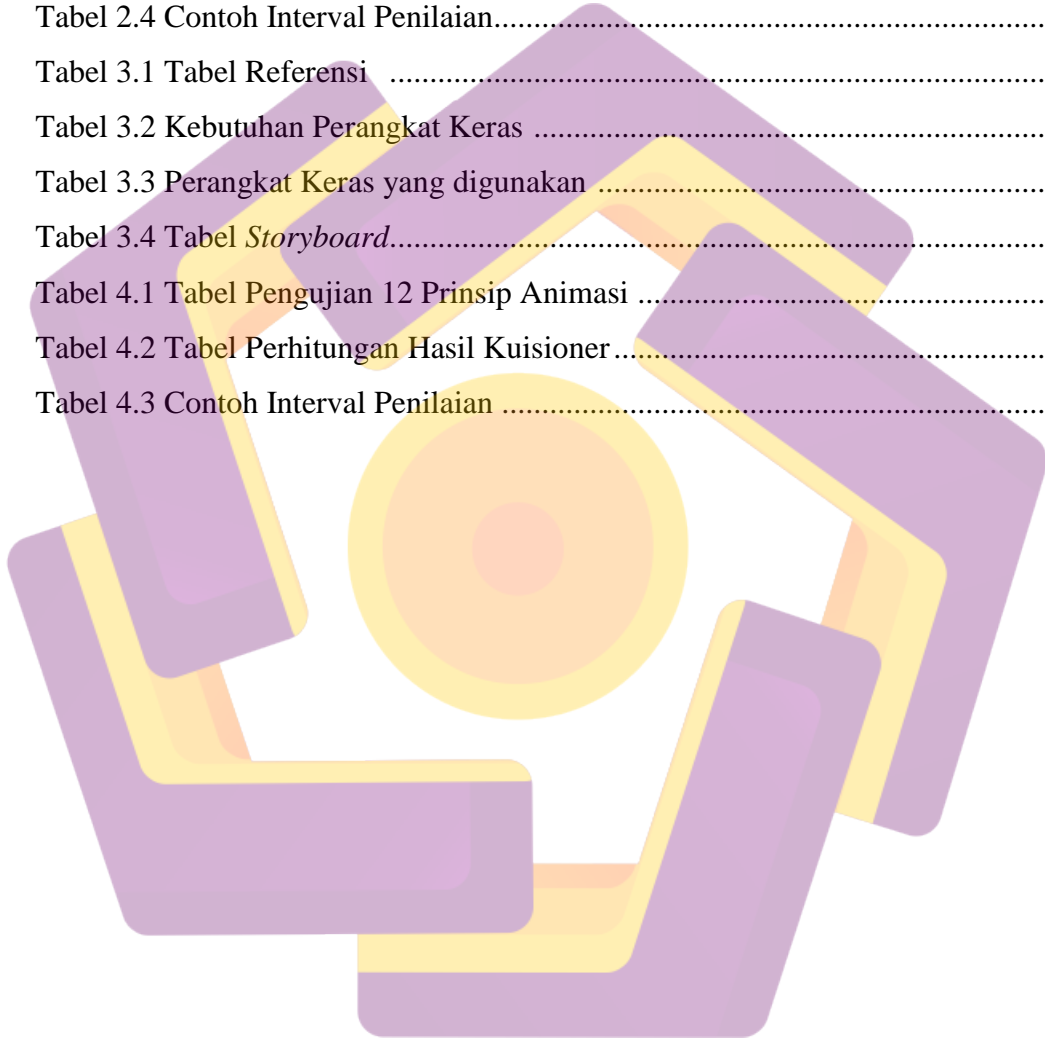 Tabel 2.4 Contoh Interval Penilaian..........................................................................
Tabel 3.1 Tabel Referensi ........................................................................................
Tabel 3.2 Kebutuhan Perangkat Keras ....................................................................
Tabel 3.3 Perangkat Keras yang digunakan ............................................................
Tabel 3.4 Tabel Storyboard.......................................................................................
Tabel 4.1 Tabel Pengujian 12 Prinsip Animasi .......................................................
Tabel 4.2 Tabel Perhitungan Hasil Kuisioner..........................................................
Tabel 4.3 Contoh Interval Penilaian ........................................................................